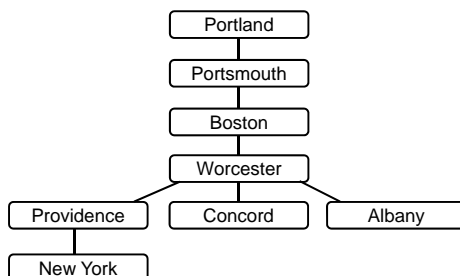 Portland
Portsmouth
Boston
Worcester
Providence
Concord
Albany
New York